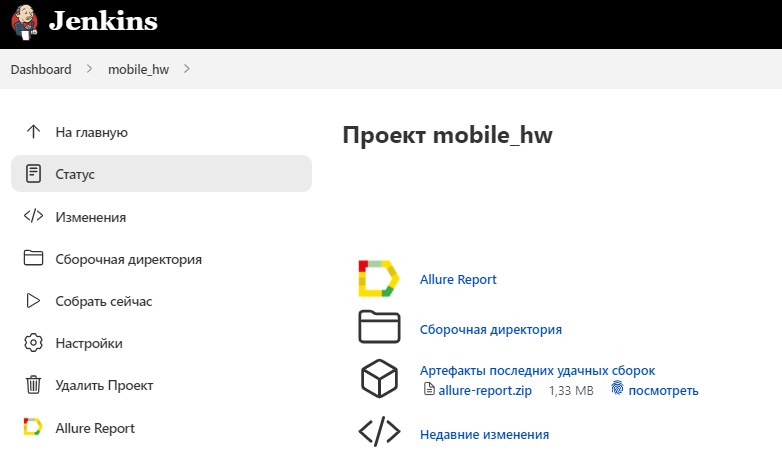 Jenkins
Dashboard > mobile_hw >
На главную
Статус
Изменения
Сборочная директория
Собрать сейчас
Настройки
Удалить Проект
Allure Report
Проект mobile_hw
Allure Report
Сборочная директория
Артефакты последних удачных сборок
allure-report.zip 1,33 MB посмотреть
Недавние изменения